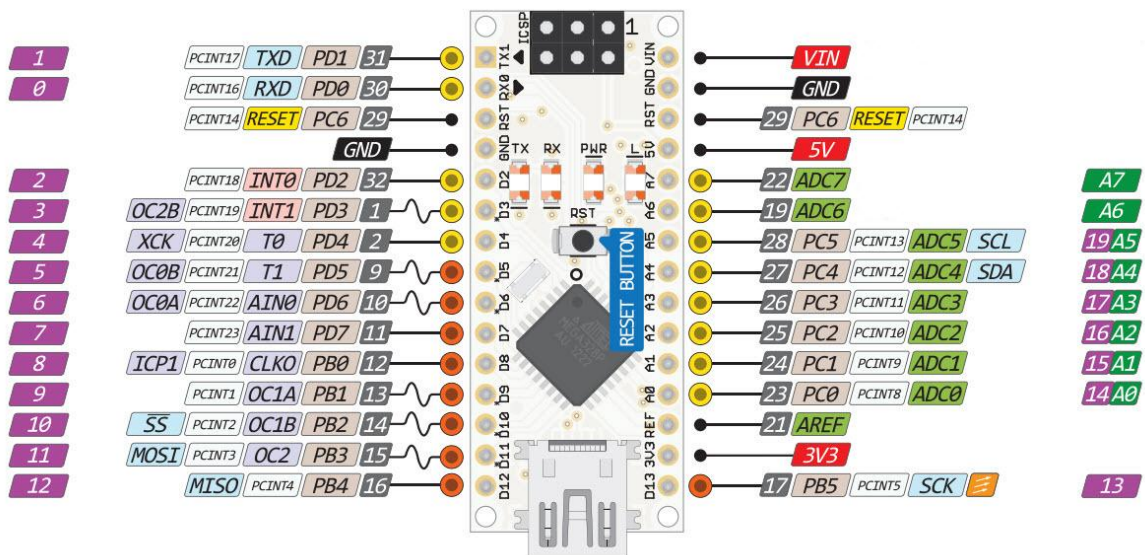 ICSP 1
1 PCINT17 TXD PD1 31 TX1 VIN VIN
0 PCINT16 RXD PD0 30 RX0 GND GND
PCINT14 RESET PC6 29 RST RST 29 PC6 RESET PCINT14
GND GND 5V 5V
TX RX PWR L
2 PCINT18 INT0 PD2 32 D2 A7 22 ADC7 A7
3 OC2B PCINT19 INT1 PD3 1 D3 A6 19 ADC6 A6
RST
4 XCK PCINT20 T0 PD4 2 D4 A5 28 PC5 PCINT13 ADC5 SCL 19 A5
RESET BUTTON
5 OC0B PCINT21 T1 PD5 9 D5 A4 27 PC4 PCINT12 ADC4 SDA 18 A4
6 OC0A PCINT22 AIN0 PD6 10 D6 A3 26 PC3 PCINT11 ADC3 17 A3
7 PCINT23 AIN1 PD7 11 D7 A2 25 PC2 PCINT10 ADC2 16 A2
8 ICP1 PCINT0 CLKO PB0 12 D8 A1 24 PC1 PCINT9 ADC1 15 A1
9 PCINT1 OC1A PB1 13 D9 A0 23 PC0 PCINT8 ADC0 14 A0
10 SS PCINT2 OC1B PB2 14 D10 REF 21 AREF
11 MOSI PCINT3 OC2 PB3 15 D11 3V3 3V3
12 MISO PCINT4 PB4 16 D12 D13 17 PB5 PCINT5 SCK 13